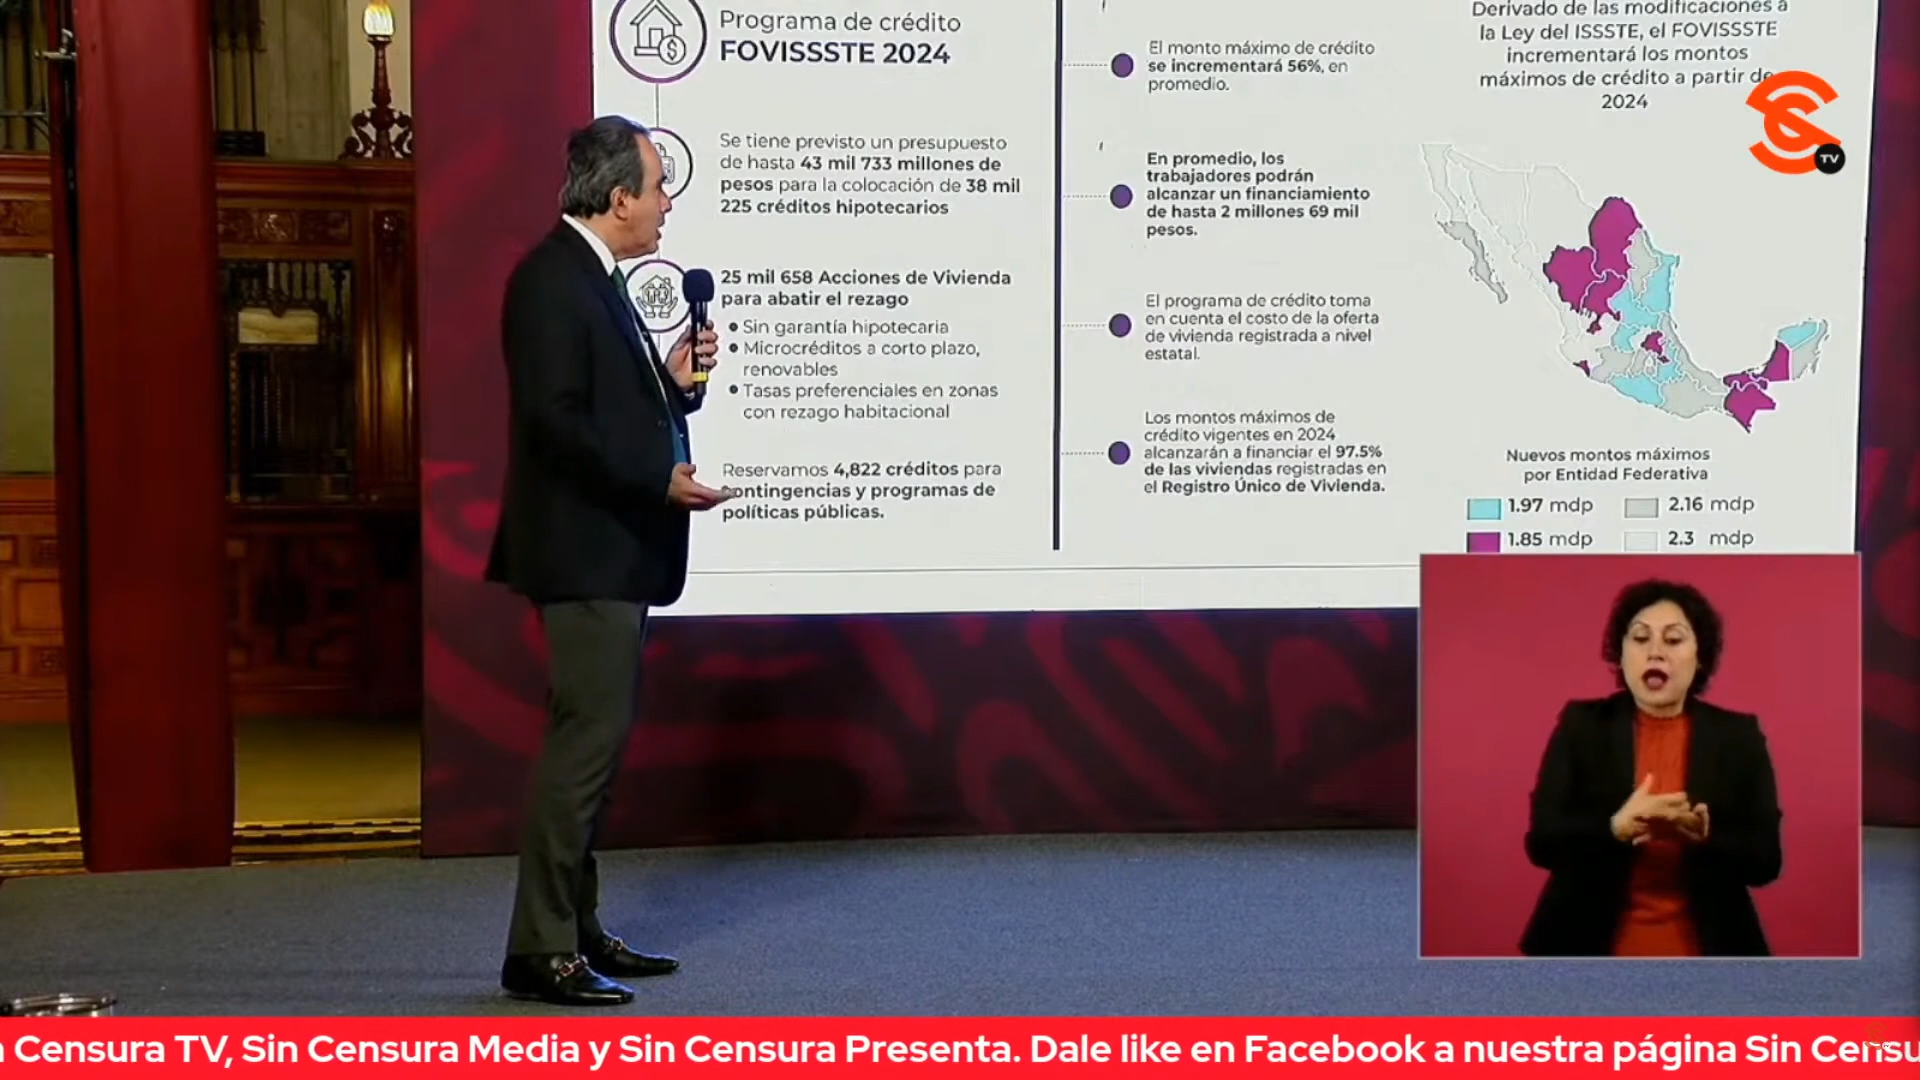 Programa de crédito
FOVISSSTE 2024
Se tiene previsto un presupuesto
de hasta 43 mil 733 millones de
pesos para la colocación de 38 mil
225 créditos hipotecarios
25 mil 658 Acciones de Vivienda
para abatir el rezago
Sin garantía hipotecaria
Microcréditos a corto plazo,
renovables
Tasas preferenciales en zonas
con rezago habitacional
Reservamos 4,822 créditos para
contingencias y programas de
políticas públicas.
El monto máximo de crédito
se incrementará 56%, en
promedio.
En promedio, los
trabajadores podrán
alcanzar un financiamiento
de hasta 2 millones 69 mil
pesos.
El programa de crédito toma
en cuenta el costo de la oferta
de vivienda registrada a nivel
estatal.
Los montos máximos de
crédito vigentes en 2024
alcanzarán a financiar el 97.5%
de las viviendas registradas en
el Registro Único de Vivienda.
Derivado de las modificaciones a
la Ley del ISSSTE, el FOVISSSTE
incrementará los montos
máximos de crédito a partir de
2024
TV
Nuevos montos máximos
por Entidad Federativa
1.97 mdp
2.16 mdp
1.85 mdp
2.3 mdp
Censura TV, Sin Censura Media y Sin Censura Presenta. Dale like en Facebook a nuestra página Sin Censu